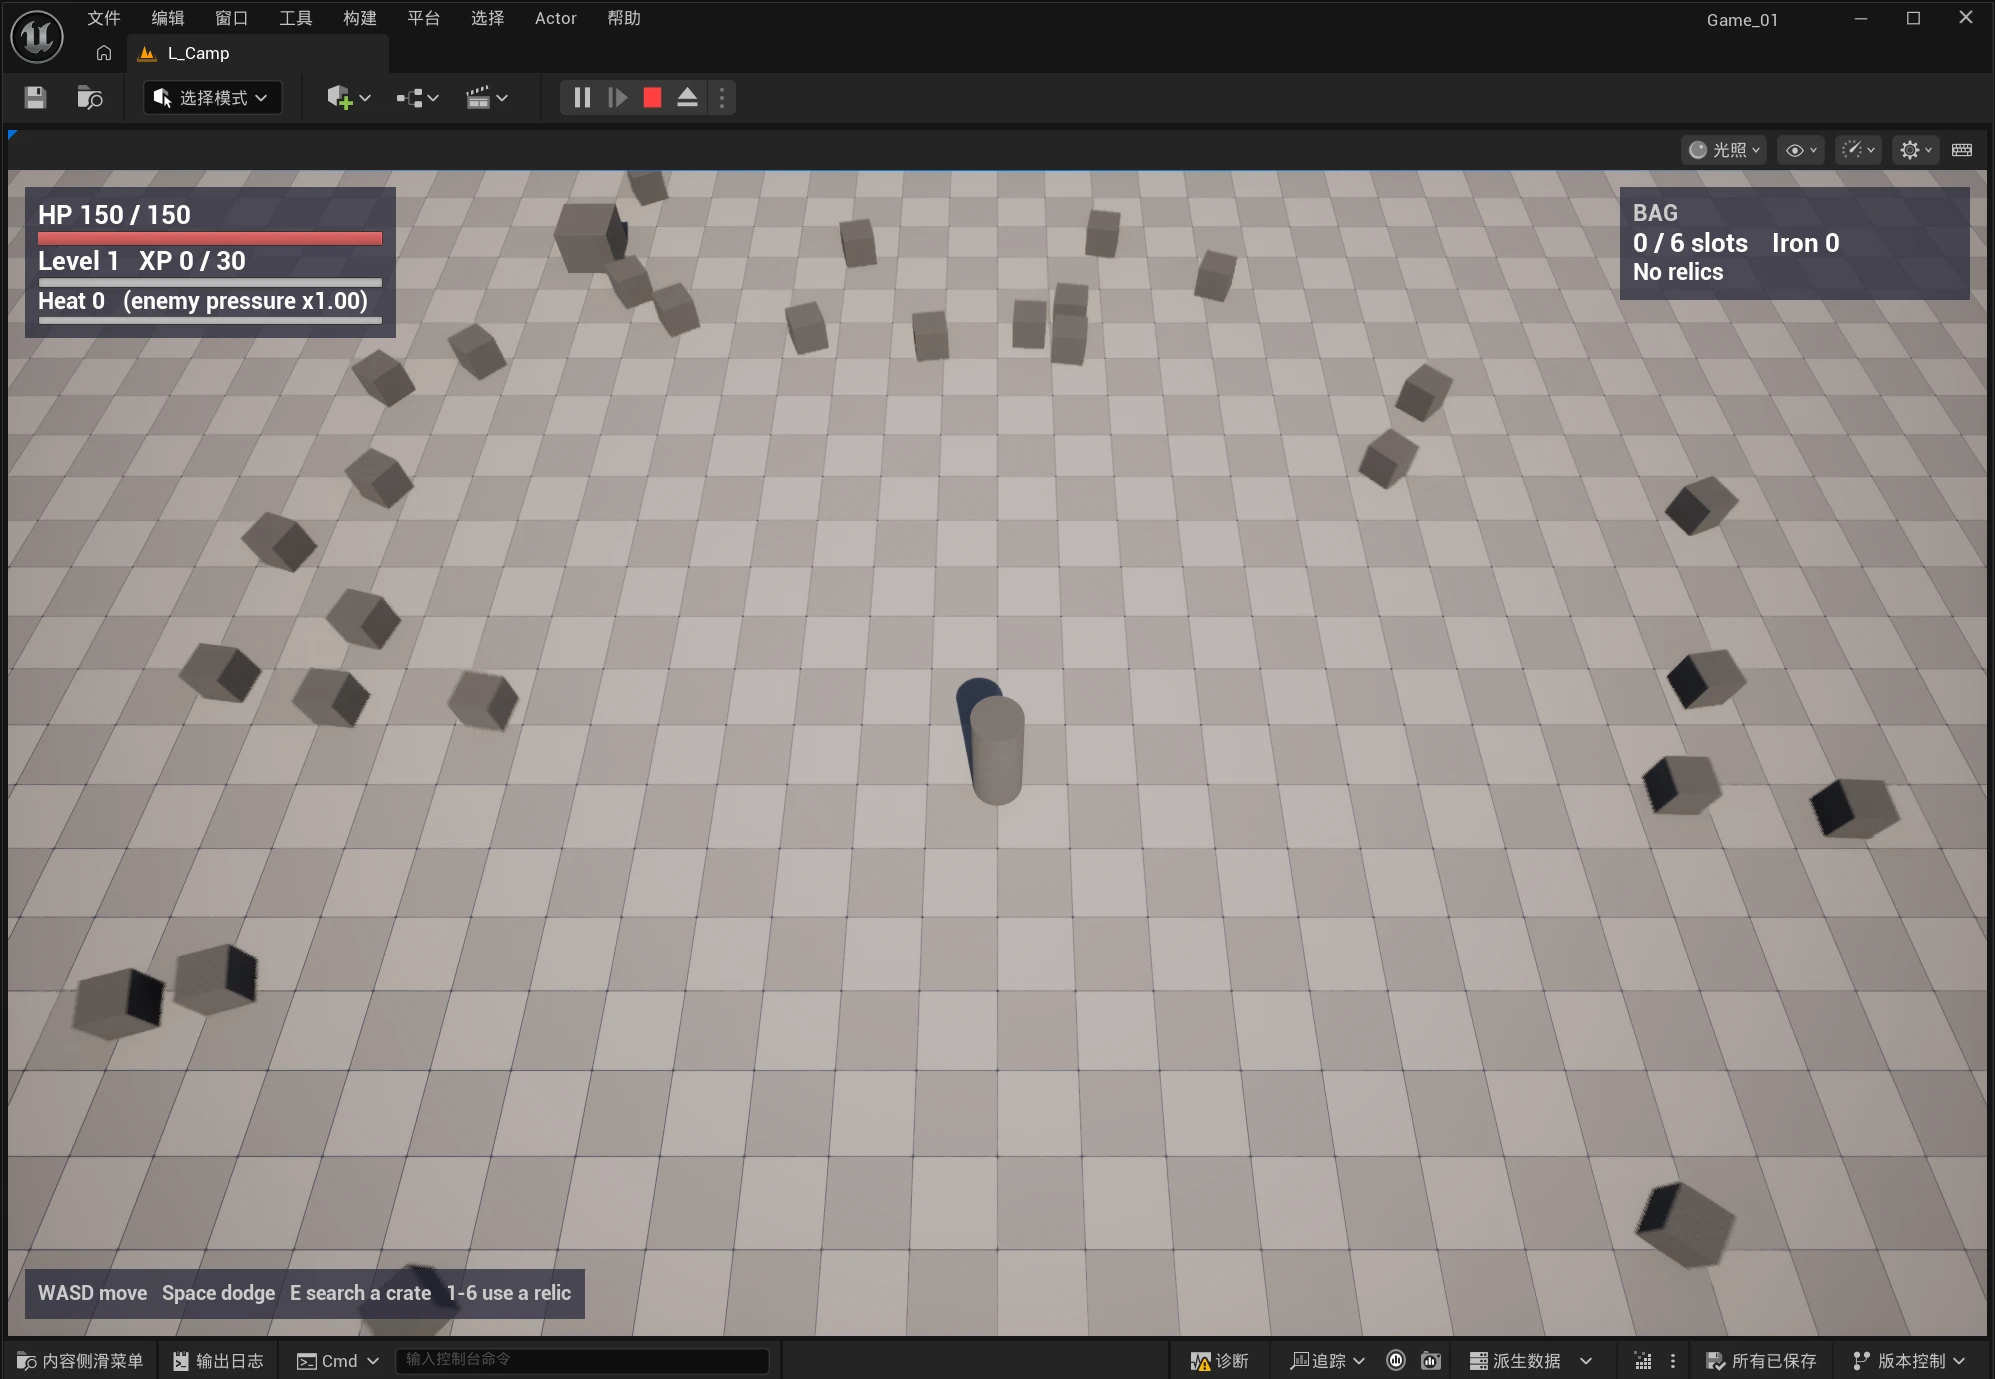 文件 编辑 窗口 工具 构建 平台 选择 Actor 帮助
Game_01
L_Camp
选择模式
光照
HP 150 / 150
Level 1 XP 0 / 30
Heat 0 (enemy pressure x1.00)
BAG
0 / 6 slots Iron 0
No relics
WASD move Space dodge E search a crate 1-6 use a relic
内容侧滑菜单 输出日志 Cmd 输入控制台命令 诊断 追踪 派生数据 所有已保存 版本控制